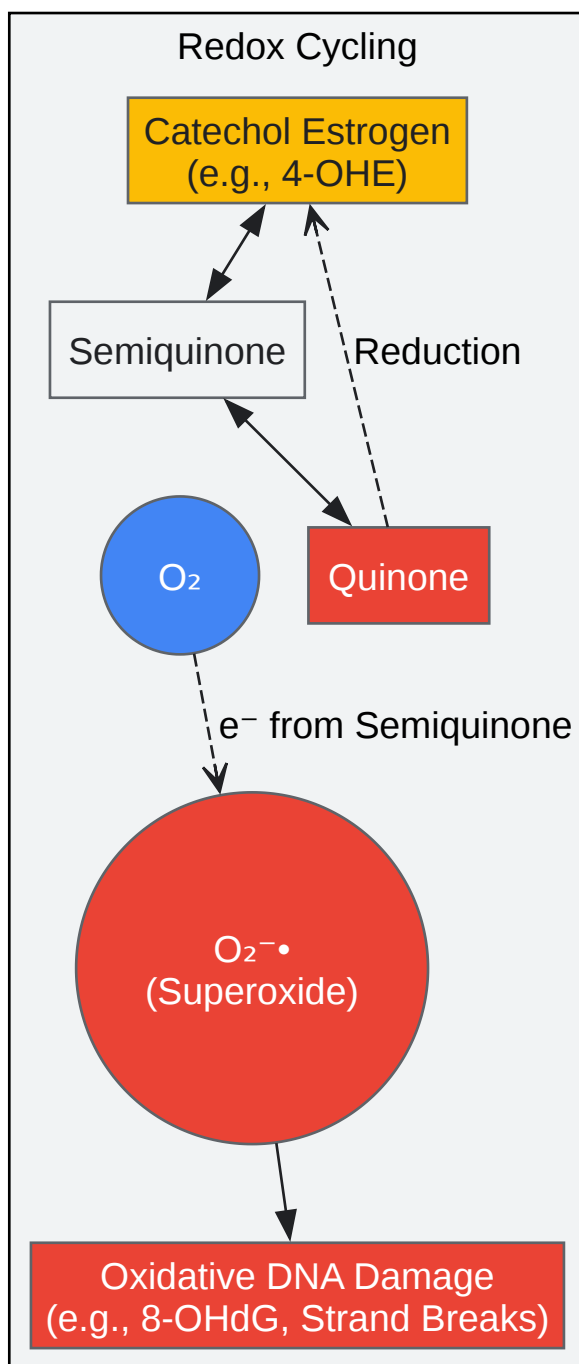 Redox Cycling
Catechol Estrogen
(e.g., 4-OHE)
Semiquinone
Reduction
O₂
Quinone
e⁻ from Semiquinone
O₂⁻•
(Superoxide)
Oxidative DNA Damage
(e.g., 8-OHdG, Strand Breaks)